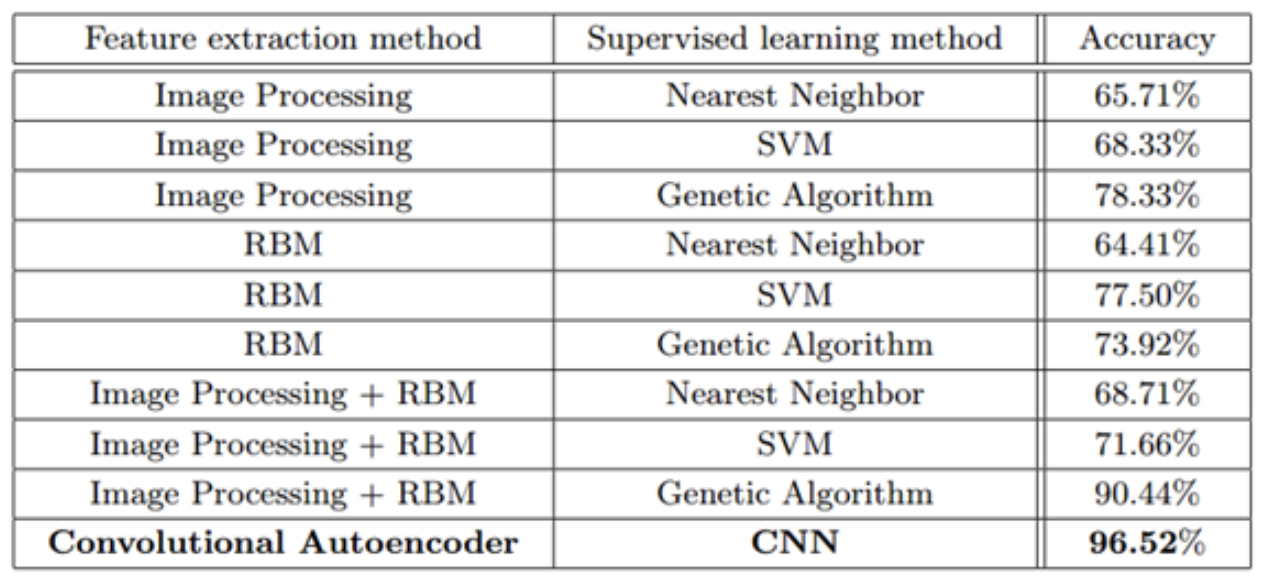 Feature extraction method Supervised learning method Accuracy
Image Processing Nearest Neighbor 65.71%
Image Processing SVM 68.33%
Image Processing Genetic Algorithm 78.33%
RBM Nearest Neighbor 64.41%
RBM SVM 77.50%
RBM Genetic Algorithm 73.92%
Image Processing + RBM Nearest Neighbor 68.71%
Image Processing + RBM SVM 71.66%
Image Processing + RBM Genetic Algorithm 90.44%
Convolutional Autoencoder CNN 96.52%